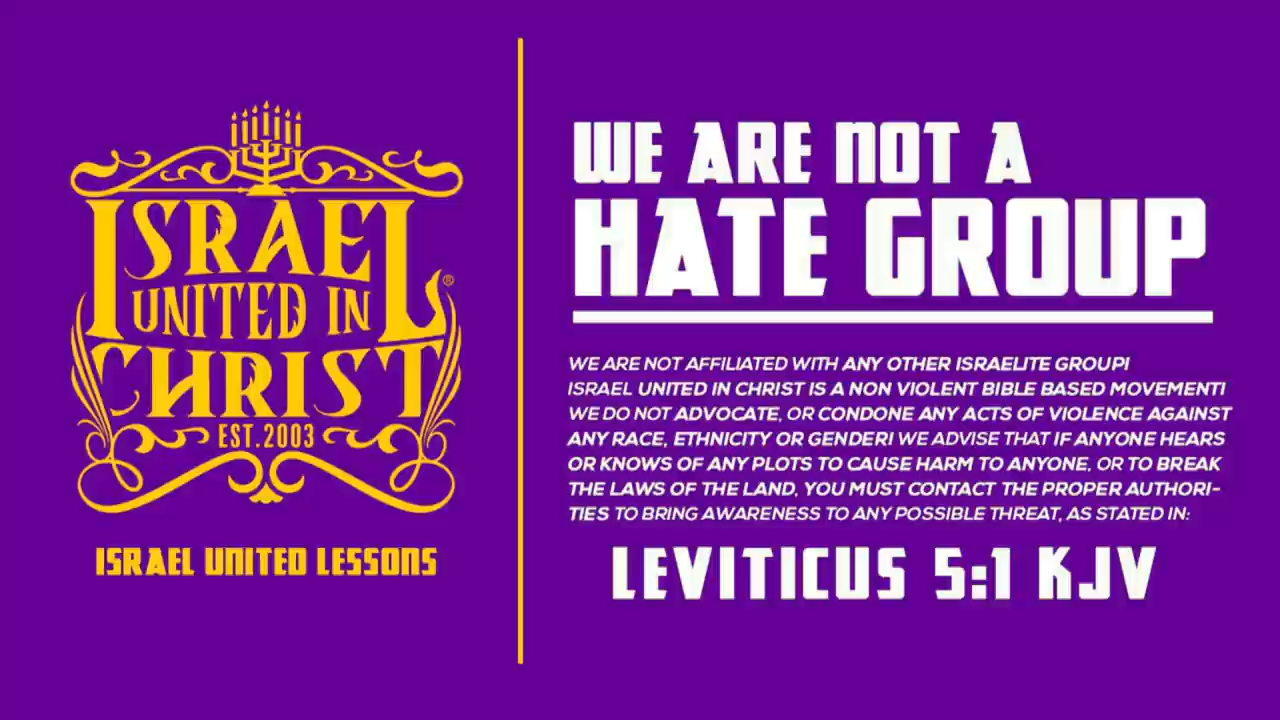 ISRAEL
UNITED IN
CHRIST
®
EST.2003
ISRAEL UNITED LESSONS
WE ARE NOT A
HATE GROUP
WE ARE NOT AFFILIATED WITH ANY OTHER ISRAELITE GROUP!
ISRAEL UNITED IN CHRIST IS A NON VIOLENT BIBLE BASED MOVEMENT!
WE DO NOT ADVOCATE, OR CONDONE ANY ACTS OF VIOLENCE AGAINST
ANY RACE, ETHNICITY OR GENDER! WE ADVISE THAT IF ANYONE HEARS
OR KNOWS OF ANY PLOTS TO CAUSE HARM TO ANYONE, OR TO BREAK
THE LAWS OF THE LAND, YOU MUST CONTACT THE PROPER AUTHORI-
TIES TO BRING AWARENESS TO ANY POSSIBLE THREAT, AS STATED IN:
LEVITICUS 5:1 KJV